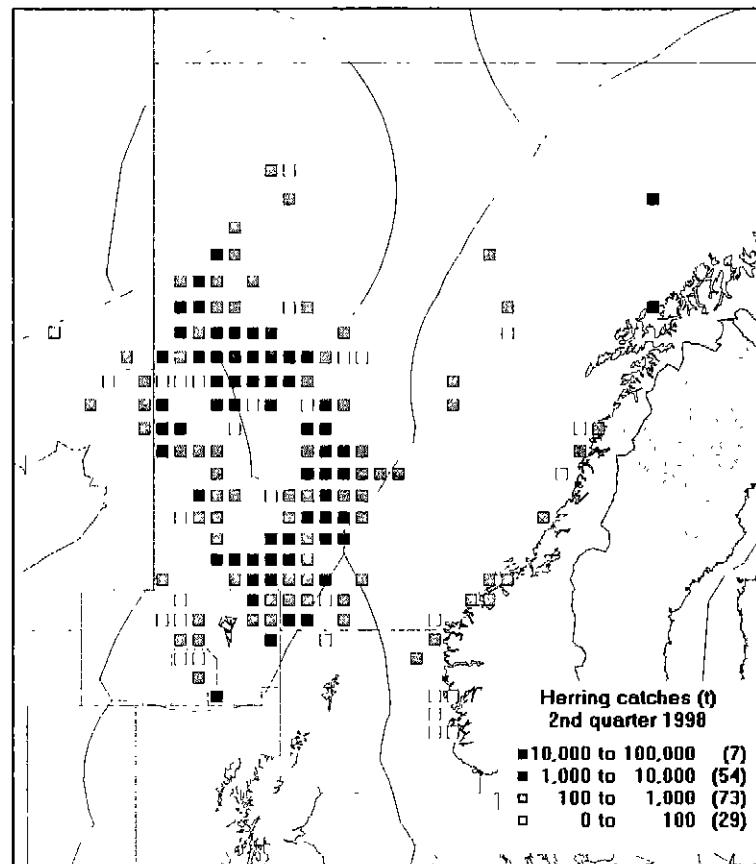 Herring catches (t)
2nd quarter 1998
10,000 to 100,000 (7)
1,000 to 10,000 (54)
100 to 1,000 (73)
0 to 100 (29)